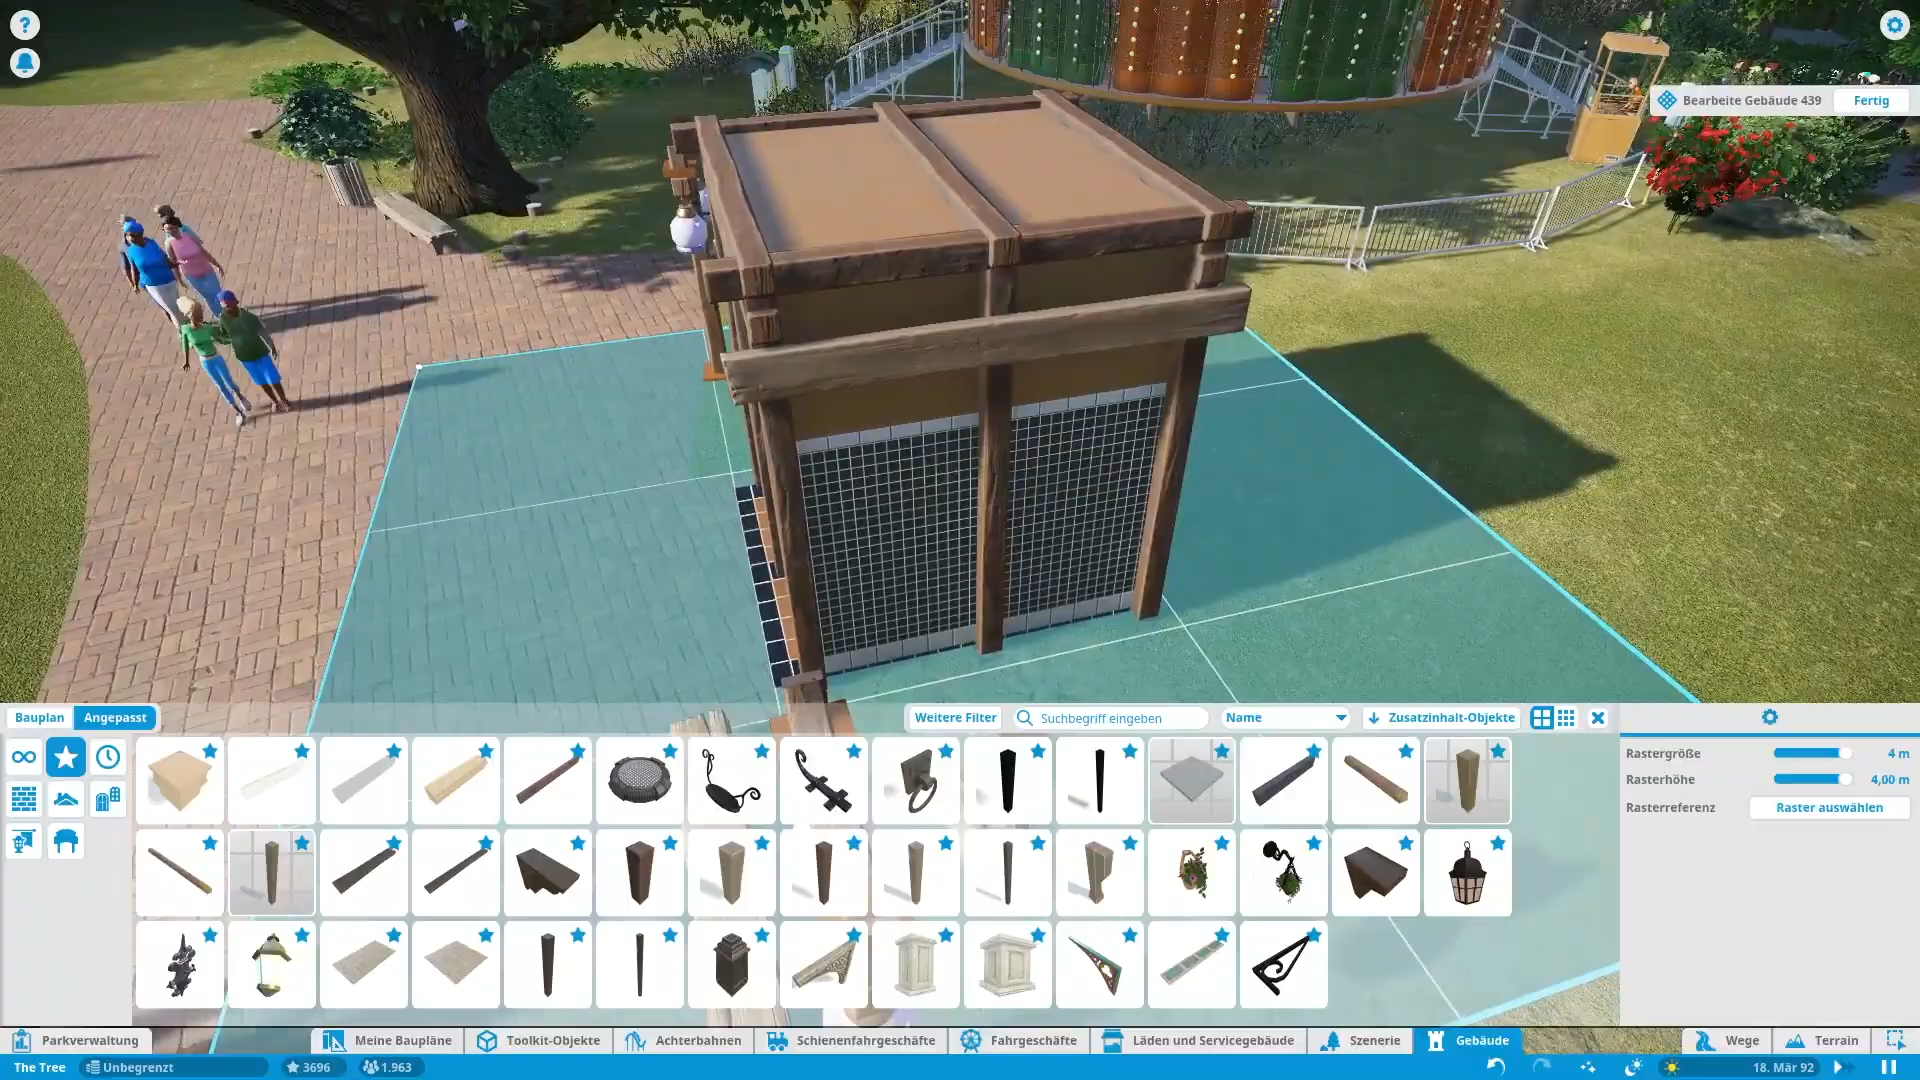 ?
Bearbeite Gebäude 439
Fertig
Bauplan
Angepasst
Weitere Filter
Suchbegriff eingeben
Name
Zusatzinhalt-Objekte
Rastergröße
4 m
Rasterhöhe
4,00 m
Rasterreferenz
Raster auswählen
Parkverwaltung
Meine Baupläne
Toolkit-Objekte
Achterbahnen
Schienenfahrgeschäfte
Fahrgeschäfte
Läden und Servicegebäude
Szenerie
Gebäude
Wege
Terrain
The Tree
Unbegrenzt
3696
1.963
18. Mär 92